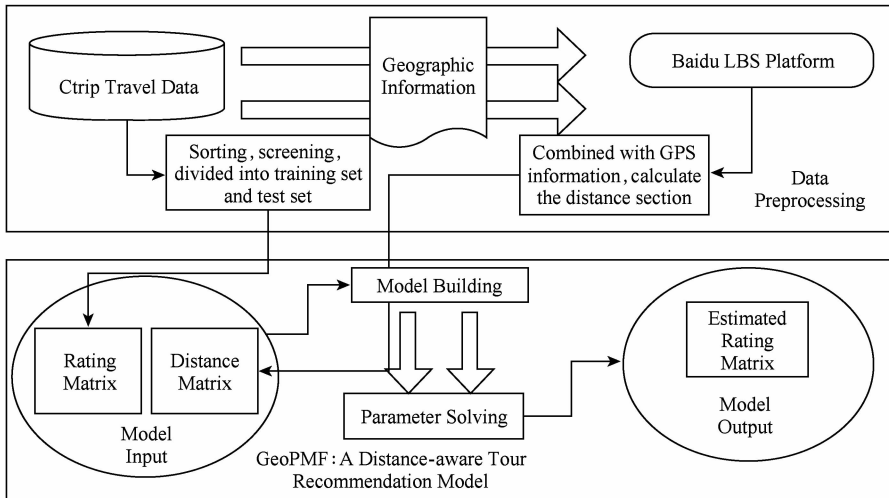 Ctrip Travel Data
Geographic
Information
Baidu LBS Platform
Sorting, screening,
divided into training set
and test set
Combined with GPS
information, calculate
the distance section
Data
Preprocessing
Model Building
Rating
Matrix
Distance
Matrix
Estimated
Rating
Matrix
Parameter Solving
Model
Input
Model
Output
GeoPMF: A Distance-aware Tour
Recommendation Model